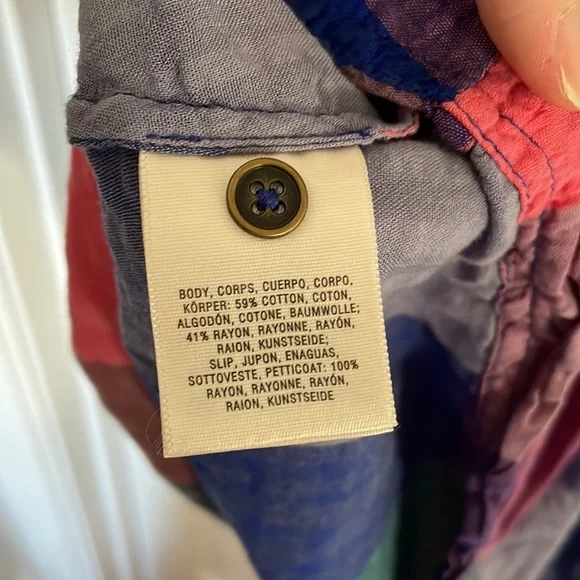 BODY, CORPS, CUERPO, CORPO,
KÖRPER: 59% COTTON, COTON,
ALGODÓN, COTONE, BAUMWOLLE;
41% RAYON, RAYONNE, RAYÓN,
RAION, KUNSTSEIDE;
SLIP, JUPON, ENAGUAS,
SOTTOVESTE, PETTICOAT: 100%
RAYON, RAYONNE, RAYÓN,
RAION, KUNSTSEIDE